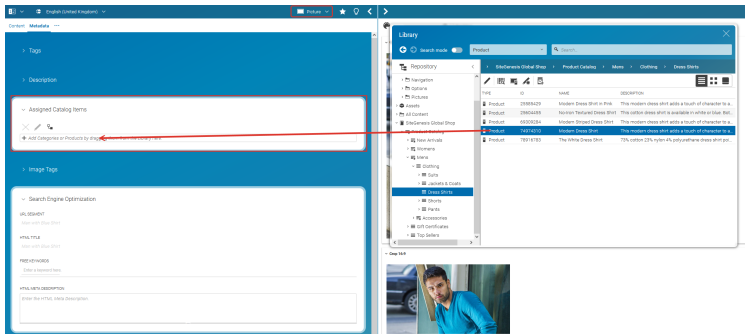 English (United Kingdom)
Picture
Content Metadata
Tags
Description
Assigned Catalog Items
Add Categories or Products by dragging
Image Tags
Search Engine Optimization
URL SEGMENT
HTML TITLE
FREE KEYWORDS
Enter a keyword here.
HTML META DESCRIPTION
Enter the HTML Meta Description
Library
Search mode
Product
Search...
Repository
SiteGenesis Global Shop Product Catalog Mens Clothing Dress Shirts
Navigation
Options
Pictures
Assets
All Content
SiteGenesis Global Shop
Product Catalog
New Arrivals
Womens
Mens
Clothing
Suits
Jackets & Coats
Dress Shirts
Shorts
Pants
Accessories
Gift Certificates
Top Sellers
TYPE ID NAME DESCRIPTION
Product Modern Dress Shirt in Pink This modern dress shirt adds a touch of character to a...
Product 25604455 No-Iron Textured Dress Shirt This cotton dress shirt is available in white or blue.
Product 69309284 Modern Striped Dress Shirt This modern dress shirt adds a touch of character to a...
Product 74974310 Modern Dress Shirt This modern dress shirt adds a touch of character to a...
Product 78916783 The White Dress Shirt 73% cotton 23% nylon 4% polyurethane dress shirt